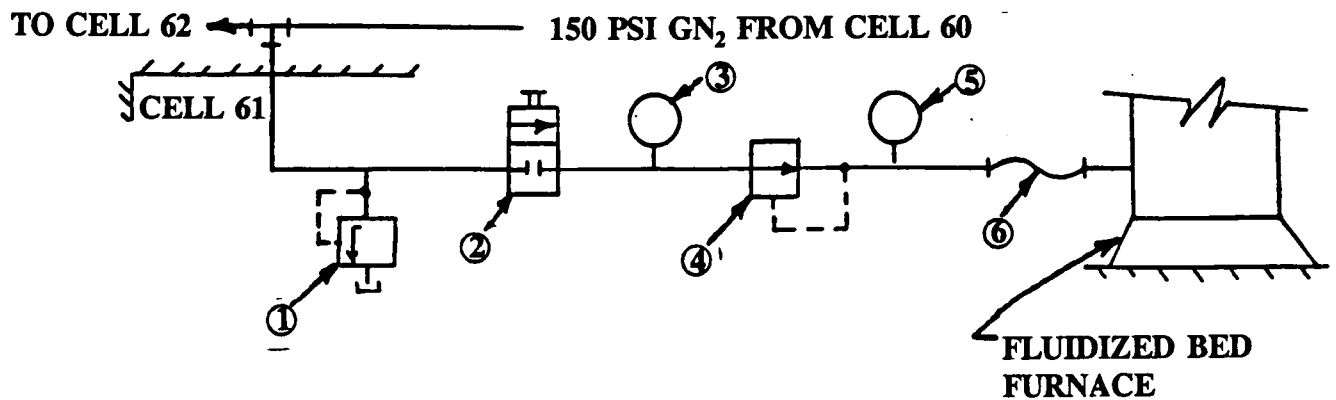 TO CELL 62
150 PSI GN₂ FROM CELL 60
CELL 61
③
⑤
②
④
⑥
①
FLUIDIZED BED
FURNACE